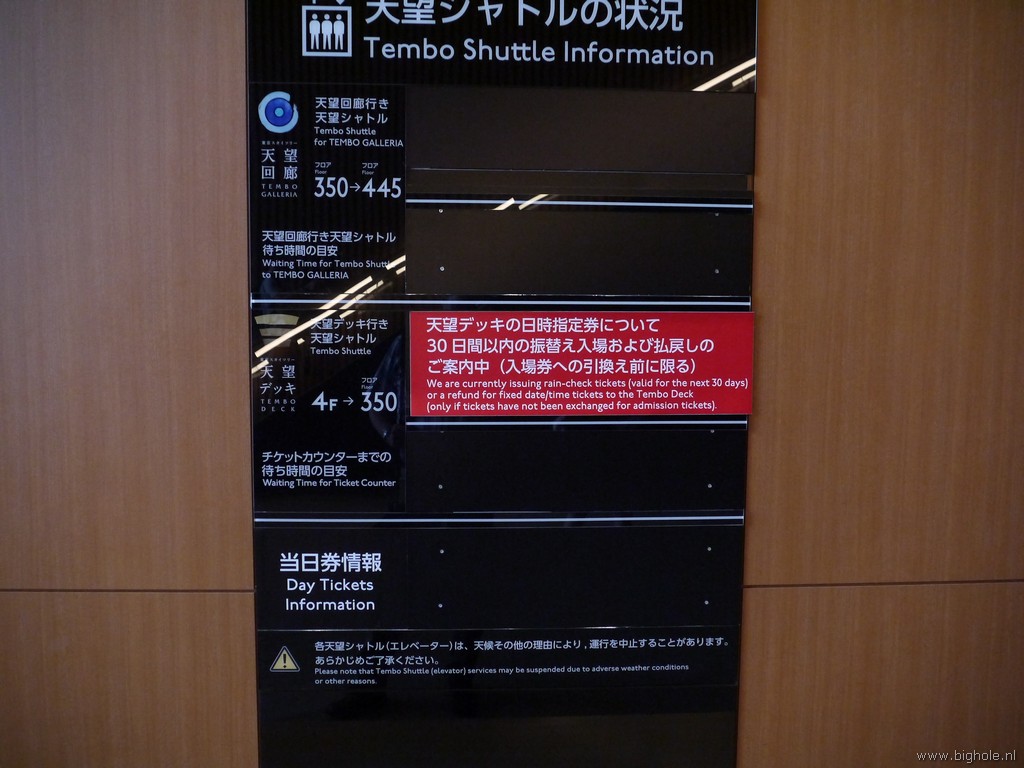 天望シャトルの状況
Tembo Shuttle Information
天望回廊行き
天望シャトル
Tembo Shuttle
for TEMBO GALLERIA
東京スカイツリー
天望
回廊
TEMBO
GALLERIA
フロア フロア
Floor Floor
350→445
天望回廊行き天望シャトル
待ち時間の目安
Waiting Time for Tembo Shuttle
to TEMBO GALLERIA
天望デッキ行き
天望シャトル
Tembo Shuttle
天望
デッキ
TEMBO
DECK
フロア
Floor
4F → 350
天望デッキの日時指定券について
30 日間以内の振替え入場および払戻しの
ご案内中（入場券への引換え前に限る）
We are currently issuing rain-check tickets (valid for the next 30 days)
or a refund for fixed date/time tickets to the Tembo Deck
(only if tickets have not been exchanged for admission tickets).
チケットカウンターまでの
待ち時間の目安
Waiting Time for Ticket Counter
当日券情報
Day Tickets
Information
各天望シャトル(エレベーター)は、天候その他の理由により,運行を中止することがあります。
あらかじめご了承ください。
Please note that Tembo Shuttle (elevator) services may be suspended due to adverse weather conditions
or other reasons.
www.bighole.nl